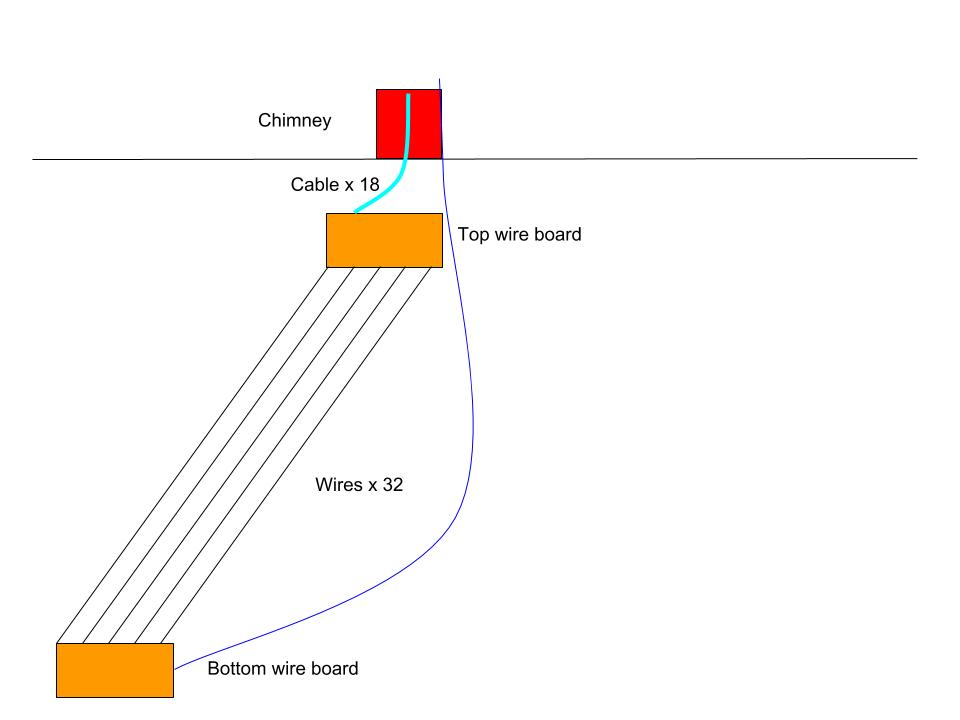 Chimney
Cable x 18
Top wire board
Wires x 32
Bottom wire board